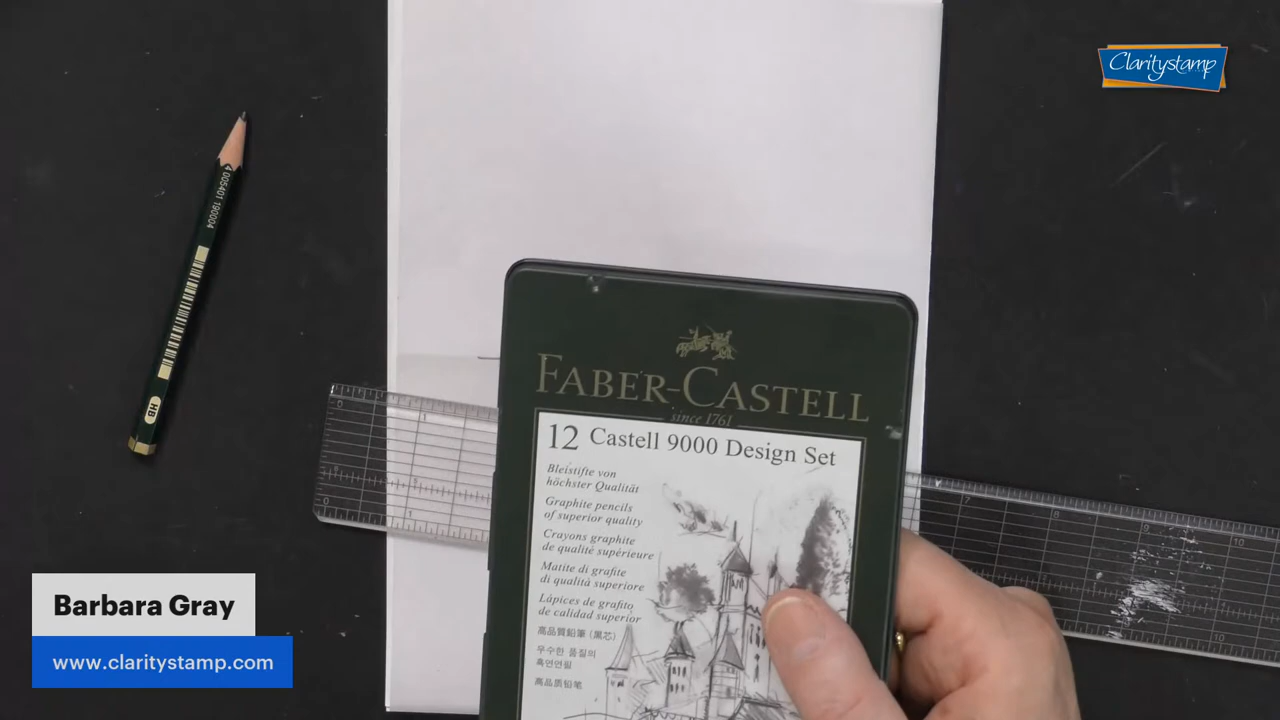 Claritystamp
4 005401 190004
HB
FABER-CASTELL
since 1761
12 Castell 9000 Design Set
Bleistifte von
höchster Qualität
Graphite pencils
of superior quality
Crayons graphite
de qualité supérieure
Matite di grafite
di qualità superiore
Lápices de grafito
de calidad superior
高品質鉛筆（黒芯）
우수한 품질의
흑연연필
高品质铅笔
Barbara Gray
www.claritystamp.com